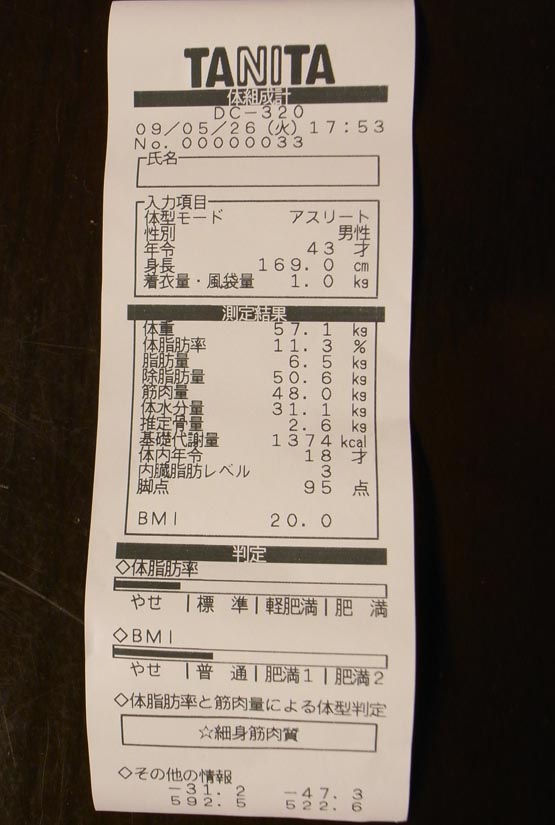 TANITA
体組成計
DC-320
09/05/26（火）17:53
No. 00000033
氏名
入力項目
体型モード アスリート
性別 男性
年令 43 才
身長 169.0 cm
着衣量・風袋量 1.0 kg
測定結果
体重 57.1 kg
体脂肪率 11.3 %
脂肪量 6.5 kg
除脂肪量 50.6 kg
筋肉量 48.0 kg
体水分量 31.1 kg
推定骨量 2.6 kg
基礎代謝量 1374 kcal
体内年令 18 才
内臓脂肪レベル 3
脚点 95 点
BMI 20.0
判定
◇体脂肪率
やせ |標 準|軽肥満|肥 満
◇BMI
やせ |普 通|肥満1|肥満2
◇体脂肪率と筋肉量による体型判定
☆細身筋肉質
◇その他の情報
-31.2 -47.3
592.5 522.6